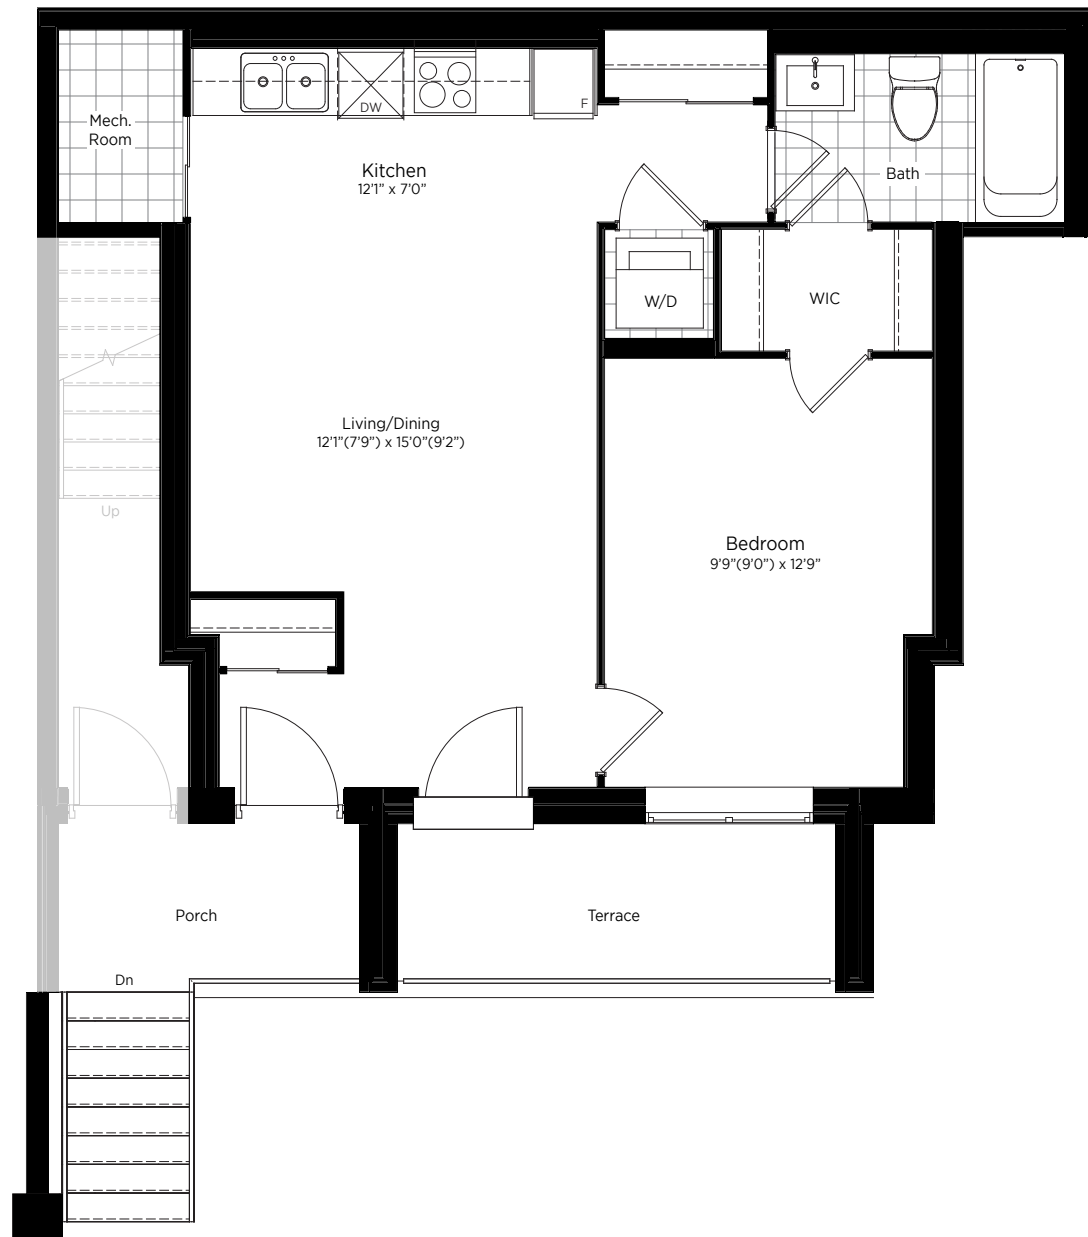 Mech.
Room
DW
F
Kitchen
12'1" x 7'0"
Bath
W/D
WIC
Living/Dining
12'1"(7'9") x 15'0"(9'2")
Up
Bedroom
9'9"(9'0") x 12'9"
Porch
Terrace
Dn